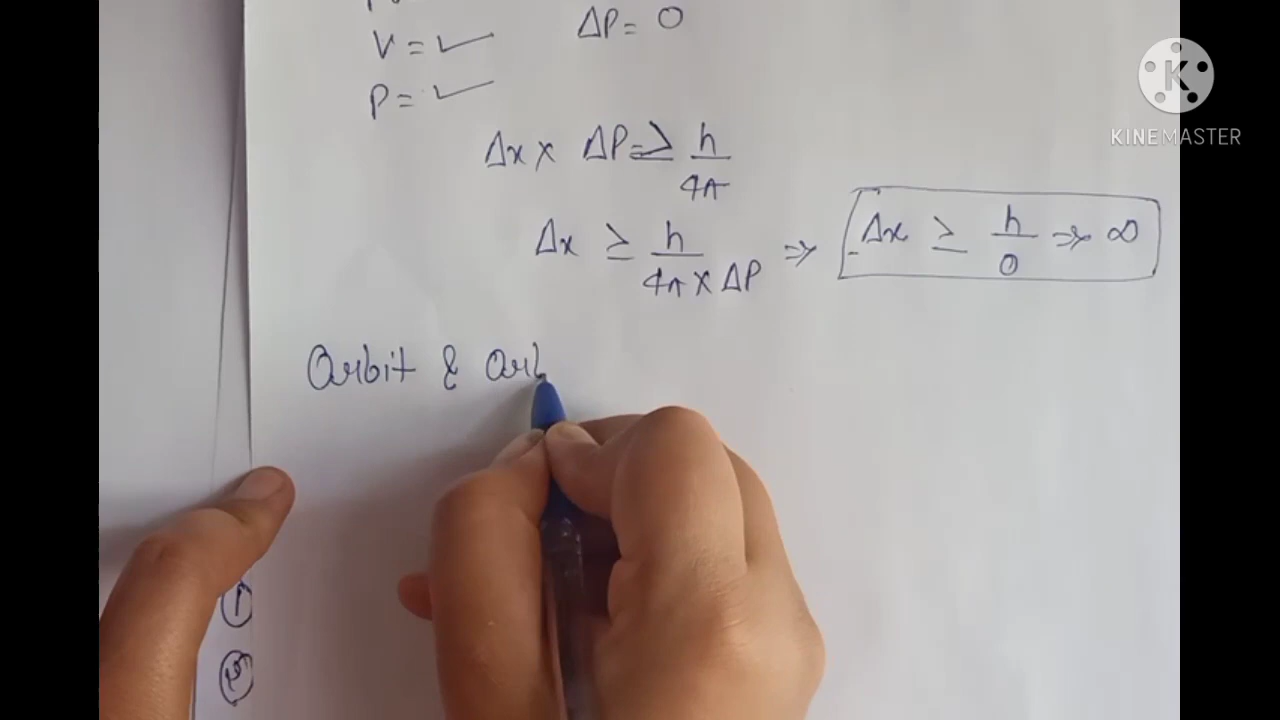 V = ✓ ΔP = 0
P = ✓
Δx × ΔP ≥ h/4π
Δx ≥ h/4π × ΔP ⇒ Δx ≥ h/0 ⇒ ∞
Orbit & Orb
K
KINEMASTER